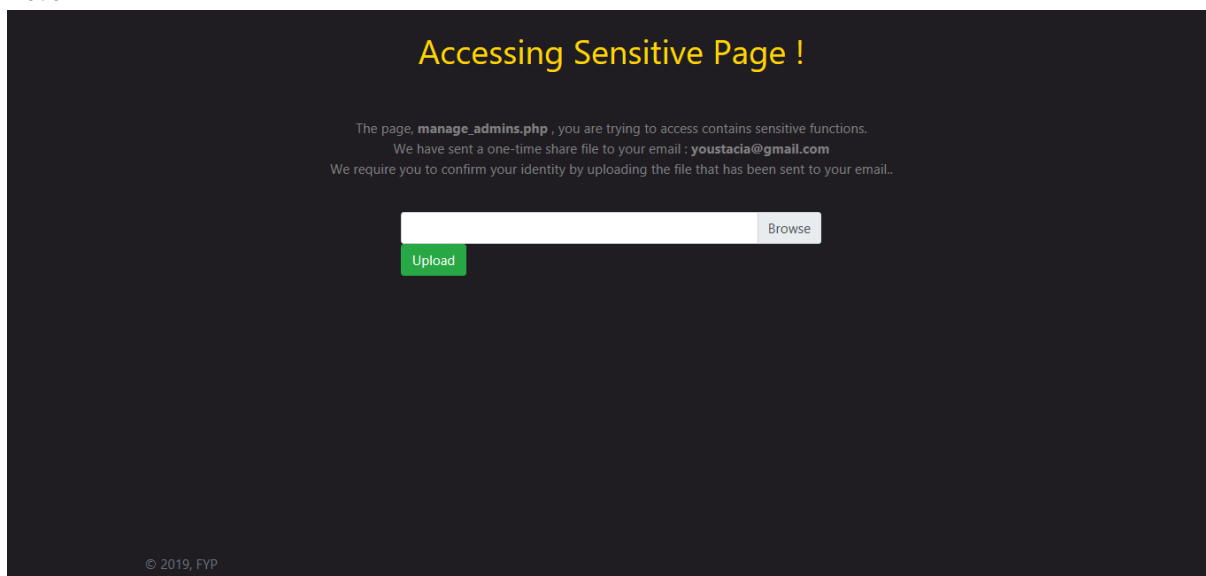 Accessing Sensitive Page !
The page, manage_admins.php , you are trying to access contains sensitive functions.
We have sent a one-time share file to your email : youstacia@gmail.com
We require you to confirm your identity by uploading the file that has been sent to your email..
Browse
Upload
© 2019, FYP